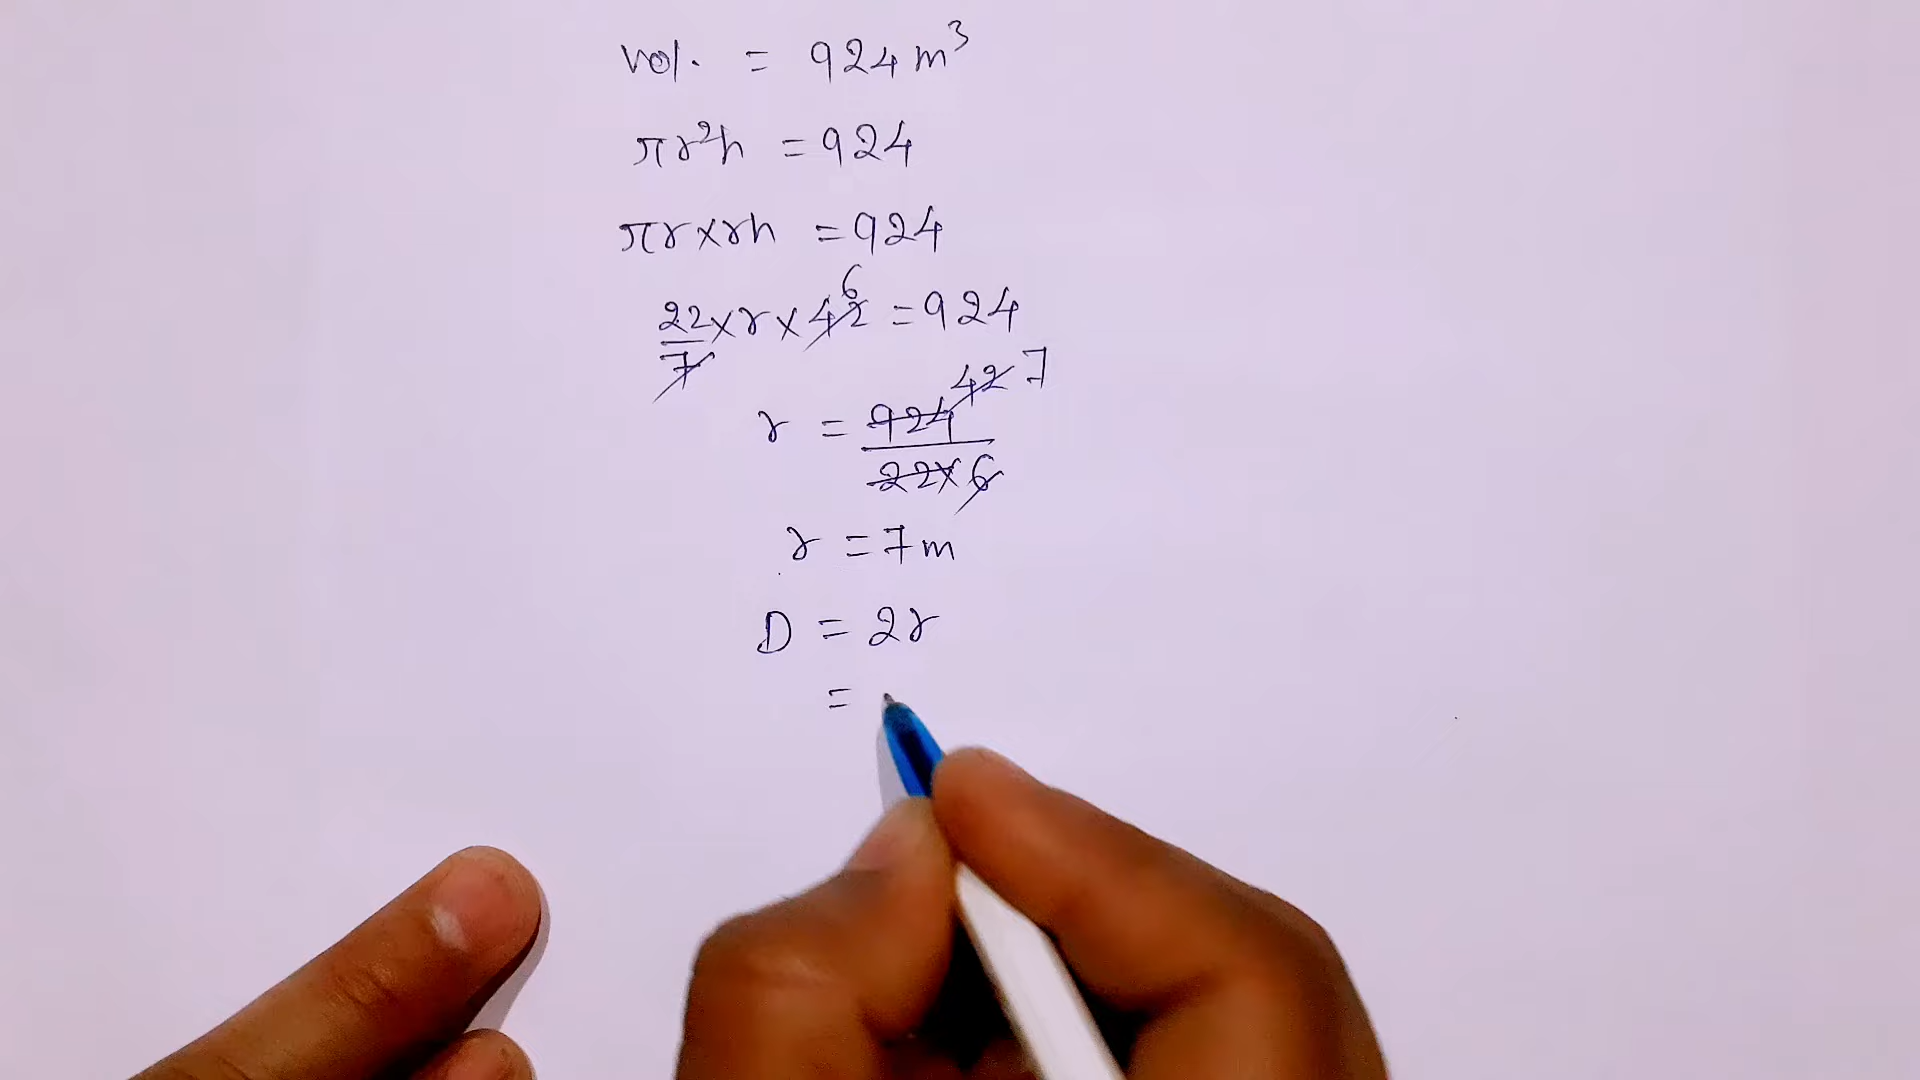 Vol. = 924 m³
πr²h = 924
πr×rh = 924
22/7 × r × 42 6 = 924
r = 924/22×6 42 7
r = 7m
D = 2r
=